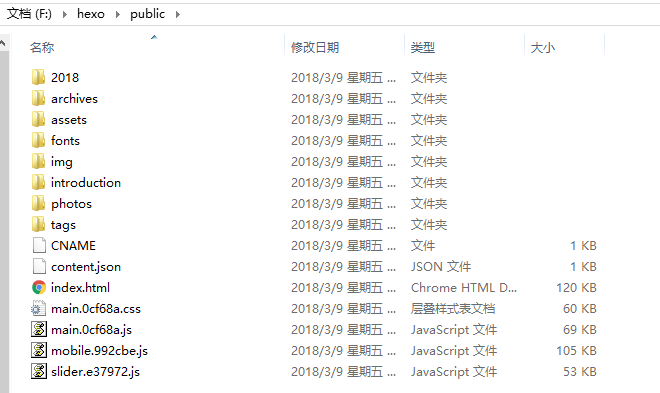 文档 (F:) hexo public
名称 修改日期 类型 大小
2018 2018/3/9 星期五 ... 文件夹
archives 2018/3/9 星期五 ... 文件夹
assets 2018/3/9 星期五 ... 文件夹
fonts 2018/3/9 星期五 ... 文件夹
img 2018/3/9 星期五 ... 文件夹
introduction 2018/3/9 星期五 ... 文件夹
photos 2018/3/9 星期五 ... 文件夹
tags 2018/3/9 星期五 ... 文件夹
CNAME 2018/3/9 星期五 ... 文件 1 KB
content.json 2018/3/9 星期五 ... JSON 文件 1 KB
index.html 2018/3/9 星期五 ... Chrome HTML D... 120 KB
main.0cf68a.css 2018/3/9 星期五 ... 层叠样式表文档 60 KB
main.0cf68a.js 2018/3/9 星期五 ... JavaScript 文件 69 KB
mobile.992cbe.js 2018/3/9 星期五 ... JavaScript 文件 105 KB
slider.e37972.js 2018/3/9 星期五 ... JavaScript 文件 53 KB